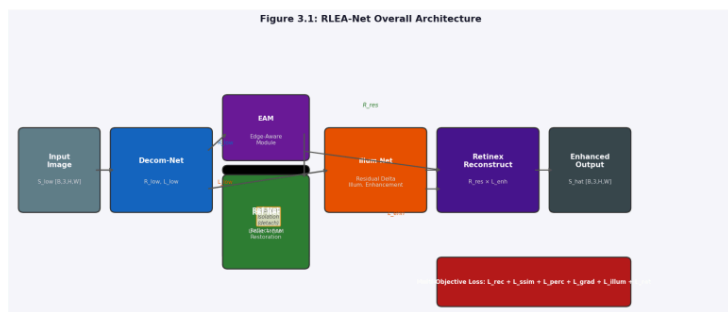 Figure 3.1: RLEA-Net Overall Architecture
R_res
EAM
Edge-Aware
Module
Input
Image
S_low [B,3,H,W]
Decom-Net
R_low, L_low
Illum-Net
Residual Delta
Illum. Enhancement
Retinex
Reconstruct
R_res × L_enh
Enhanced
Output
S_hat [B,3,H,W]
Isolation
(detach)
Restoration
Objective Loss: L_rec + L_ssim + L_perc + L_grad + L_illum +